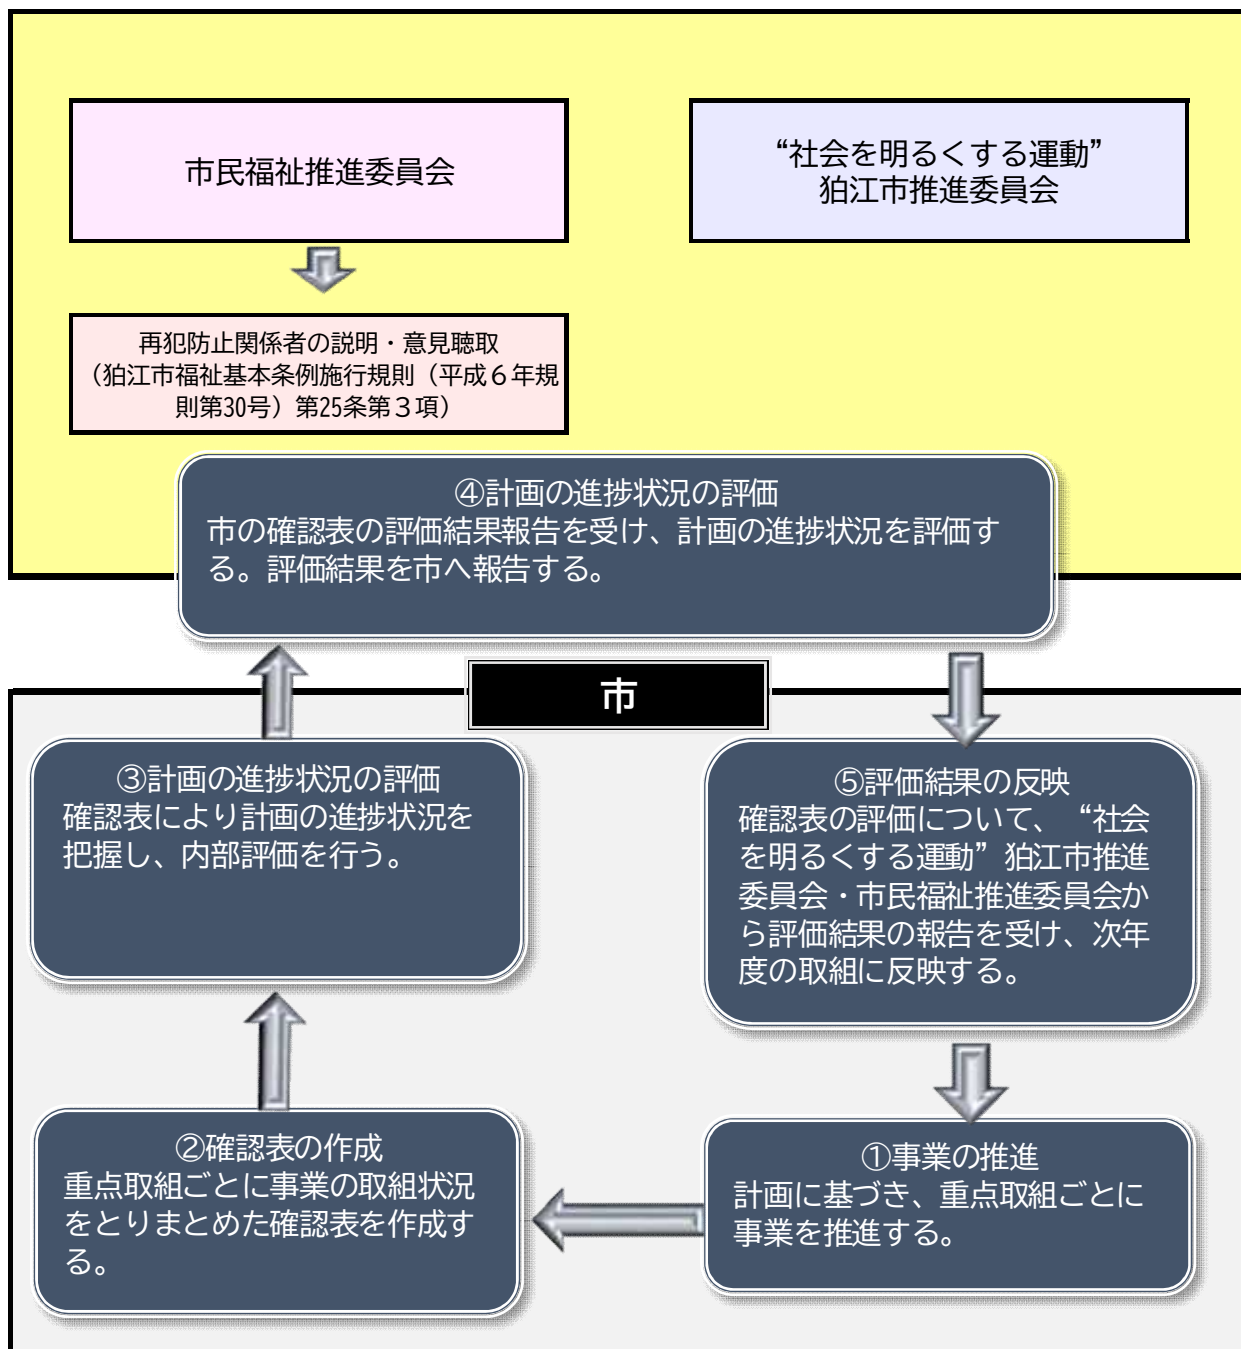 市民福祉推進委員会
“社会を明るくする運動”
狛江市推進委員会
再犯防止関係者の説明・意見聴取
（狛江市福祉基本条例施行規則（平成６年規
則第30号）第25条第３項）
④計画の進捗状況の評価
市の確認表の評価結果報告を受け、計画の進捗状況を評価す
る。評価結果を市へ報告する。
市
③計画の進捗状況の評価
確認表により計画の進捗状況を
把握し、内部評価を行う。
⑤評価結果の反映
確認表の評価について、“社会
を明るくする運動”狛江市推進
委員会・市民福祉推進委員会か
ら評価結果の報告を受け、次年
度の取組に反映する。
②確認表の作成
重点取組ごとに事業の取組状況
をとりまとめた確認表を作成す
る。
①事業の推進
計画に基づき、重点取組ごとに
事業を推進する。